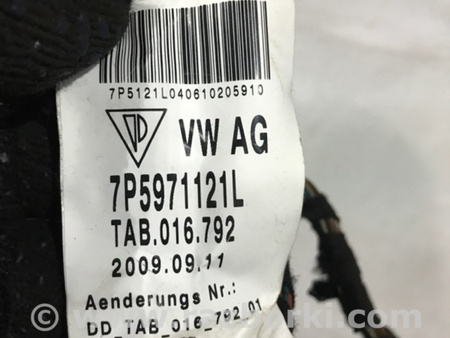 7P5121L040610205910
VW AG
7P5971121L
TAB.016.792
2009.09.11
Aenderungs Nr.:
DD_TAB_016_792_01